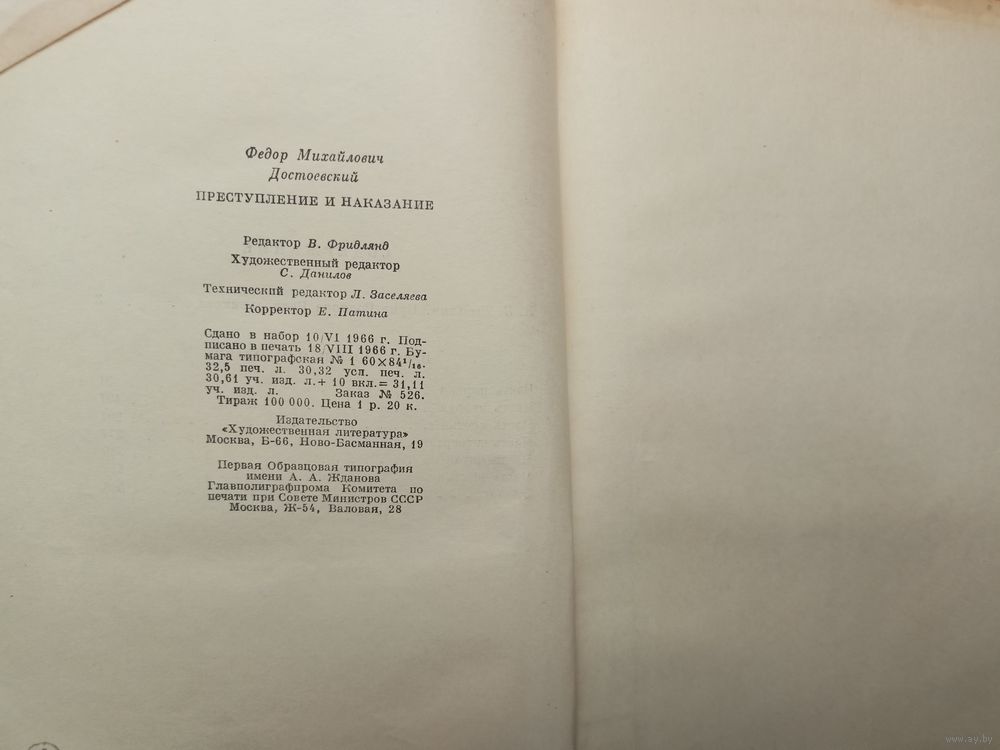 Федор Михайлович
Достоевский
ПРЕСТУПЛЕНИЕ И НАКАЗАНИЕ
Редактор В. Фридлянд
Художественный редактор
С. Данилов
Технический редактор Л. Заселяева
Корректор Е. Патина
Сдано в набор 10/VI 1966 г. Под-
писано в печать 18/VIII 1966 г. Бу-
мага типографская № 1 60×84¹/₁₆.
32,5 печ. л. 30,32 усл. печ. л.
30,61 уч. изд. л.+ 10 вкл.= 31,11
уч. изд. л. Заказ № 526.
Тираж 100 000. Цена 1 р. 20 к.
Издательство
«Художественная литература»
Москва, Б-66, Ново-Басманная, 19
Первая Образцовая типография
имени А. А. Жданова
Главполиграфпрома Комитета по
печати при Совете Министров СССР
Москва, Ж-54, Валовая, 28
www.ay.by